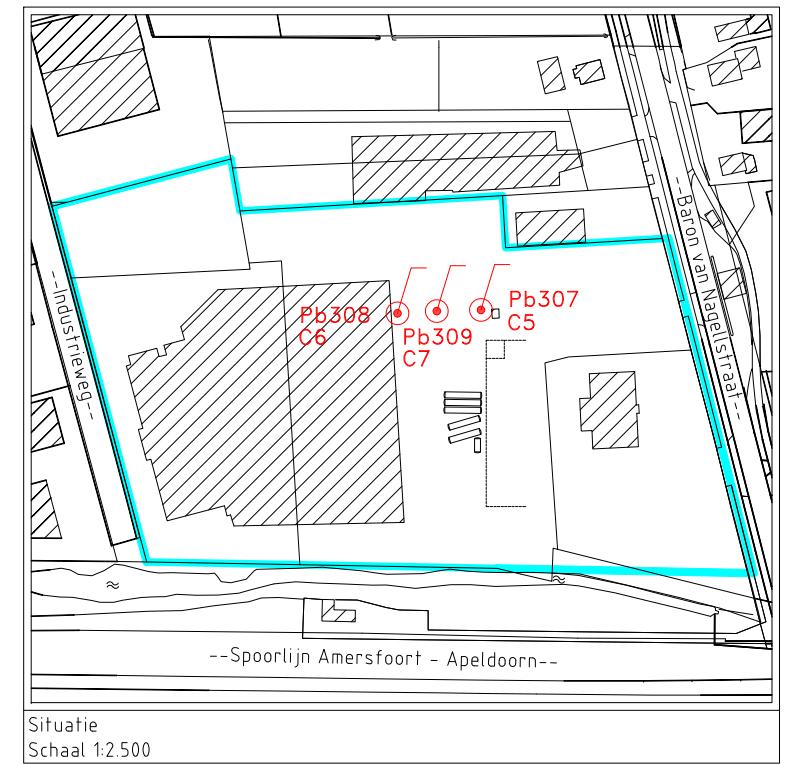 --Baron van Nagellstraat--
--Industrieweg--
Pb308
C6
Pb309
C7
Pb307
C5
--Spoorlijn Amersfoort - Apeldoorn--
Situatie
Schaal 1:2.500